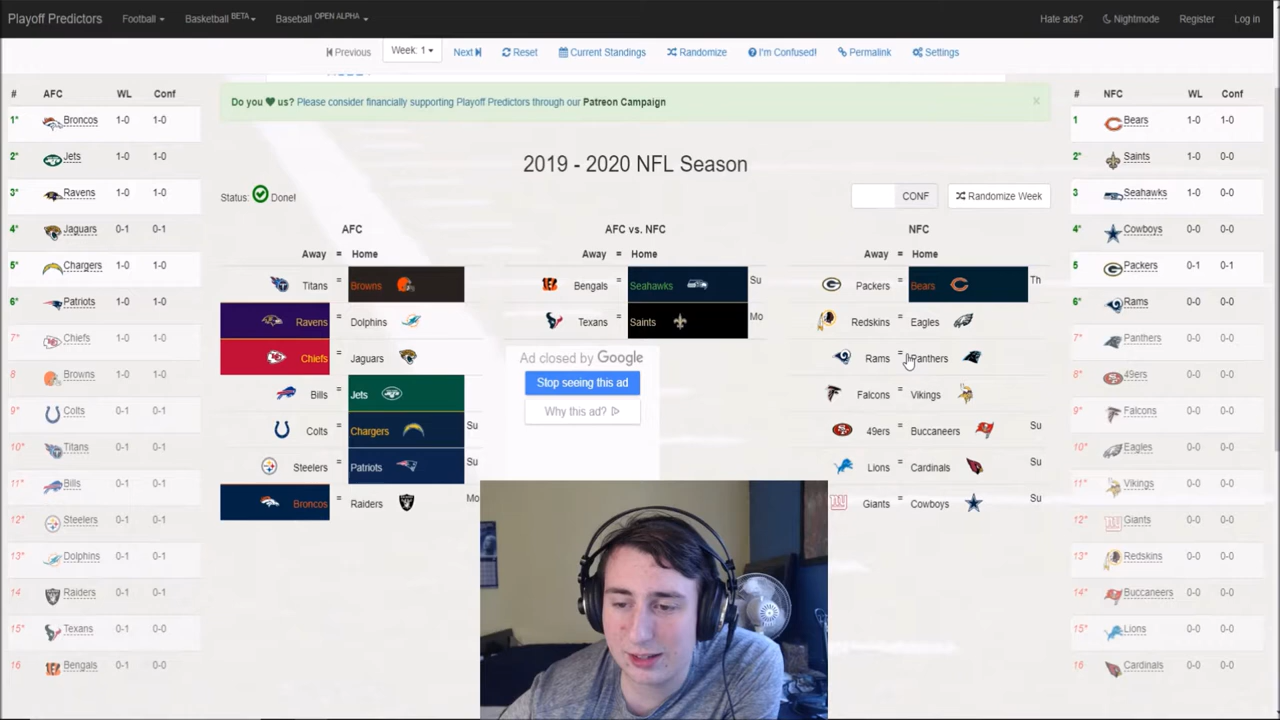 Playoff Predictors Football Basketball BETA Baseball OPEN ALPHA Hate ads? Nightmode Register Log in
Previous Week: 1 Next Reset Current Standings Randomize I'm Confused! Permalink Settings
# AFC WL Conf
1* Broncos 1-0 1-0
2* Jets 1-0 1-0
3* Ravens 1-0 1-0
4* Jaguars 0-1 0-1
5* Chargers 1-0 1-0
6* Patriots 1-0 1-0
7* Chiefs 1-0 1-0
8 Browns 1-0 1-0
9* Colts 0-1 0-1
10* Titans 0-1 0-1
11* Bills 0-1 0-1
12* Steelers 0-1 0-1
13* Dolphins 0-1 0-1
14 Raiders 0-1 0-1
15* Texans 0-1 0-0
16 Bengals 0-1 0-0
Do you us? Please consider financially supporting Playoff Predictors through our Patreon Campaign ×
2019 - 2020 NFL Season
Status: Done!
CONF Randomize Week
AFC
Away = Home
Titans = Browns
Ravens = Dolphins
Chiefs = Jaguars
Bills = Jets
Colts = Chargers Su
Steelers = Patriots Su
Broncos = Raiders Mo
AFC vs. NFC
Away = Home
Bengals = Seahawks Su
Texans = Saints Mo
Ad closed by Google
Stop seeing this ad
Why this ad?
NFC
Away = Home
Packers = Bears Th
Redskins = Eagles
Rams = Panthers
Falcons = Vikings
49ers = Buccaneers Su
Lions = Cardinals Su
Giants = Cowboys Su
# NFC WL Conf
1 Bears 1-0 1-0
2* Saints 1-0 0-0
3 Seahawks 1-0 0-0
4* Cowboys 0-0 0-0
5 Packers 0-1 0-1
6* Rams 0-0 0-0
7* Panthers 0-0 0-0
8* 49ers 0-0 0-0
9* Falcons 0-0 0-0
10* Eagles 0-0 0-0
11* Vikings 0-0 0-0
12* Giants 0-0 0-0
13* Redskins 0-0 0-0
14* Buccaneers 0-0 0-0
15* Lions 0-0 0-0
16 Cardinals 0-0 0-0